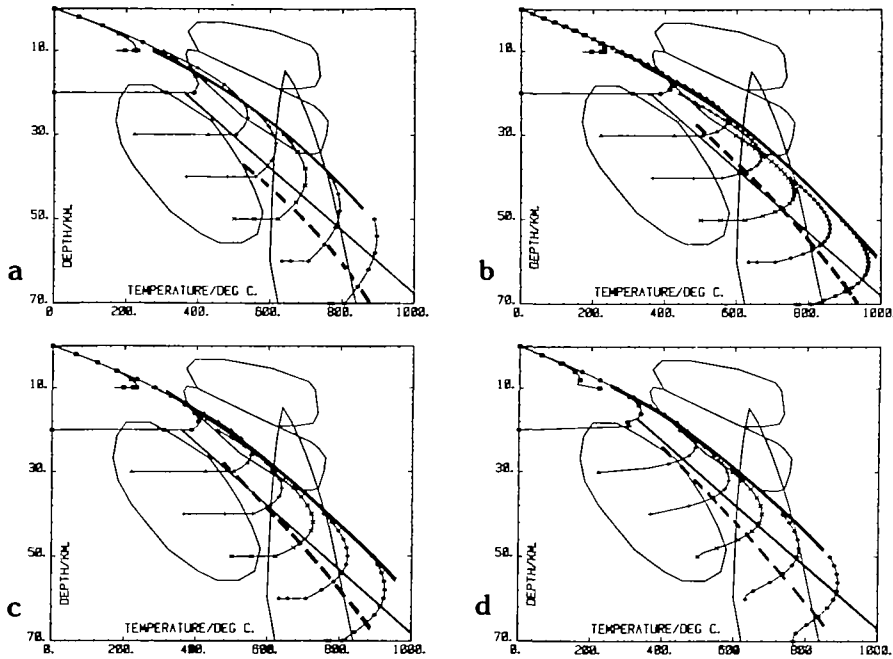 10.
30.
50.
70.
DEPTH/KM.
TEMPERATURE/DEG C.
0. 200. 400. 600. 800. 1000.
a
10.
30.
50.
70.
DEPTH/KM.
TEMPERATURE/DEG C.
0. 200. 400. 600. 800. 1000.
b
10.
30.
50.
70.
DEPTH/KM.
TEMPERATURE/DEG C.
0. 200. 400. 600. 800. 1000.
c
10.
30.
50.
70.
DEPTH/KM.
TEMPERATURE/DEG C.
0. 200. 400. 600. 800. 1000.
d